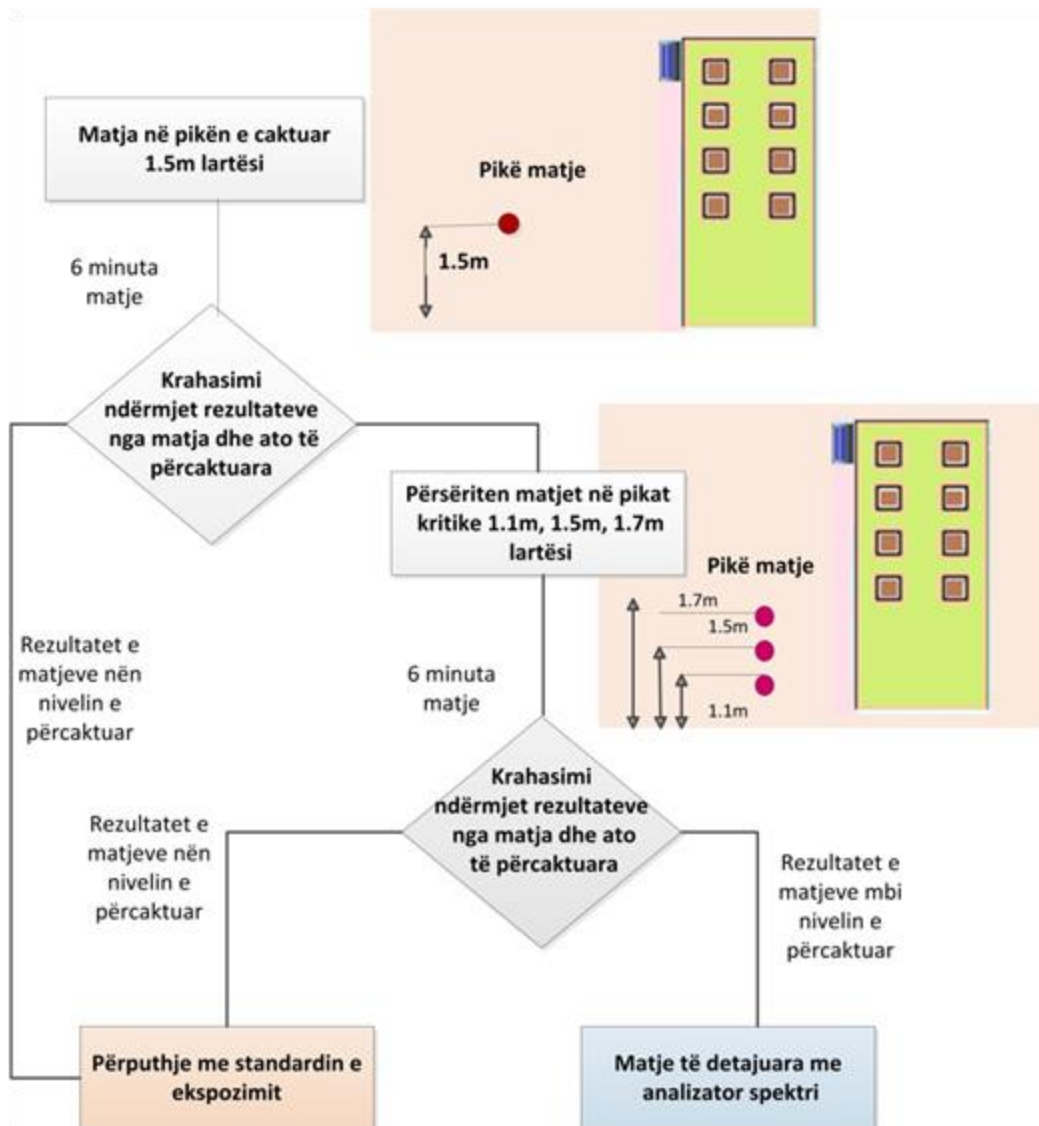 Matja në pikën e caktuar
1.5m lartësi
Pikë matje
1.5m
6 minuta
matje
Krahasimi
ndërmjet rezultateve
nga matja dhe ato të
përcaktuara
Përsëriten matjet në pikat
kritike 1.1m, 1.5m, 1.7m
lartësi
Pikë matje
1.7m
1.5m
1.1m
Rezultatet e
matjeve nën
nivelin e
përcaktuar
6 minuta
matje
Krahasimi
ndërmjet rezultateve
nga matja dhe ato
të përcaktuara
Rezultatet e
matjeve nën
nivelin e
përcaktuar
Rezultatet e
matjeve mbi
nivelin e
përcaktuar
Përputhje me standardin e
ekspozimit
Matje të detajuara me
analizator spektri